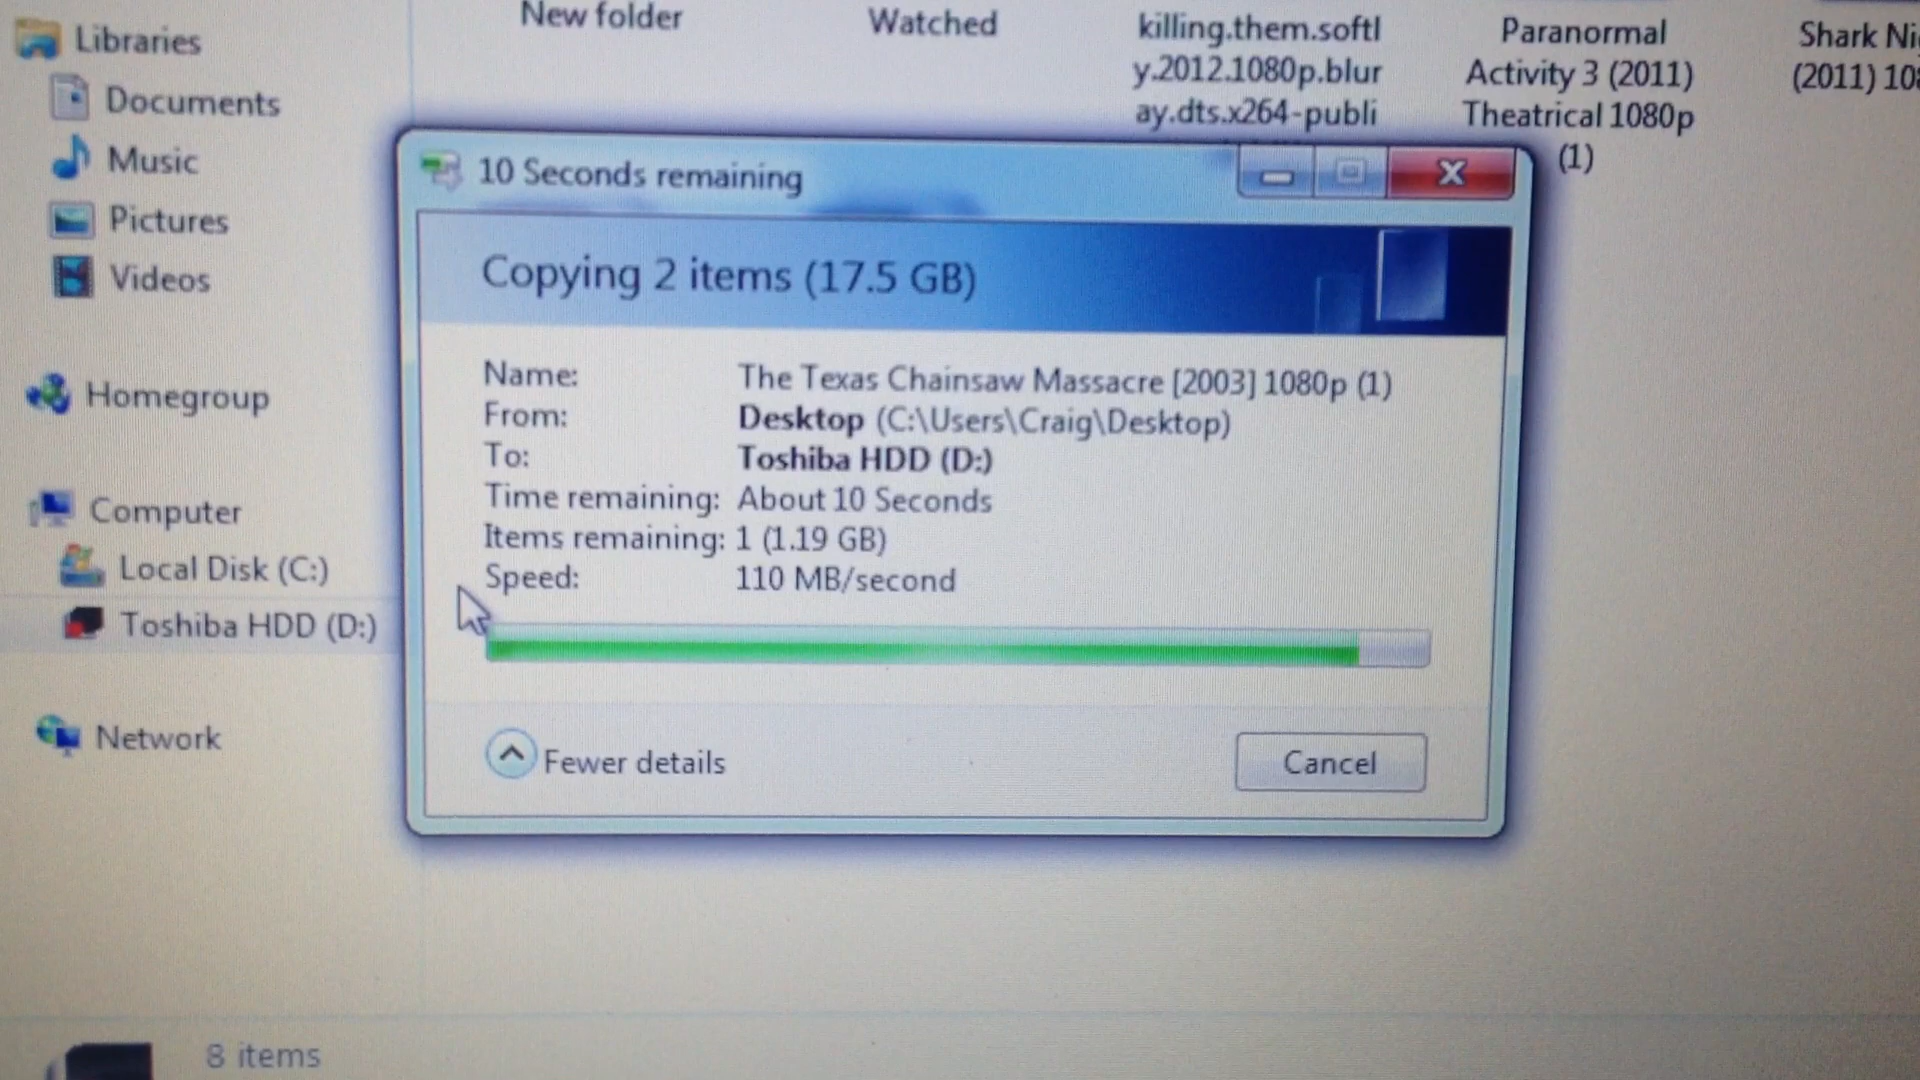 Libraries
Documents
Music
Pictures
Videos
Homegroup
Computer
Local Disk (C:)
Toshiba HDD (D:)
Network
New folder
Watched
killing.them.softl
y.2012.1080p.blur
ay.dts.x264-publi
Paranormal
Activity 3 (2011)
Theatrical 1080p
(1)
Shark
(2011)
10 Seconds remaining
Copying 2 items (17.5 GB)
Name: The Texas Chainsaw Massacre [2003] 1080p (1)
From: Desktop (C:\Users\Craig\Desktop)
To: Toshiba HDD (D:)
Time remaining: About 10 Seconds
Items remaining: 1 (1.19 GB)
Speed: 110 MB/second
Fewer details
Cancel
8 items